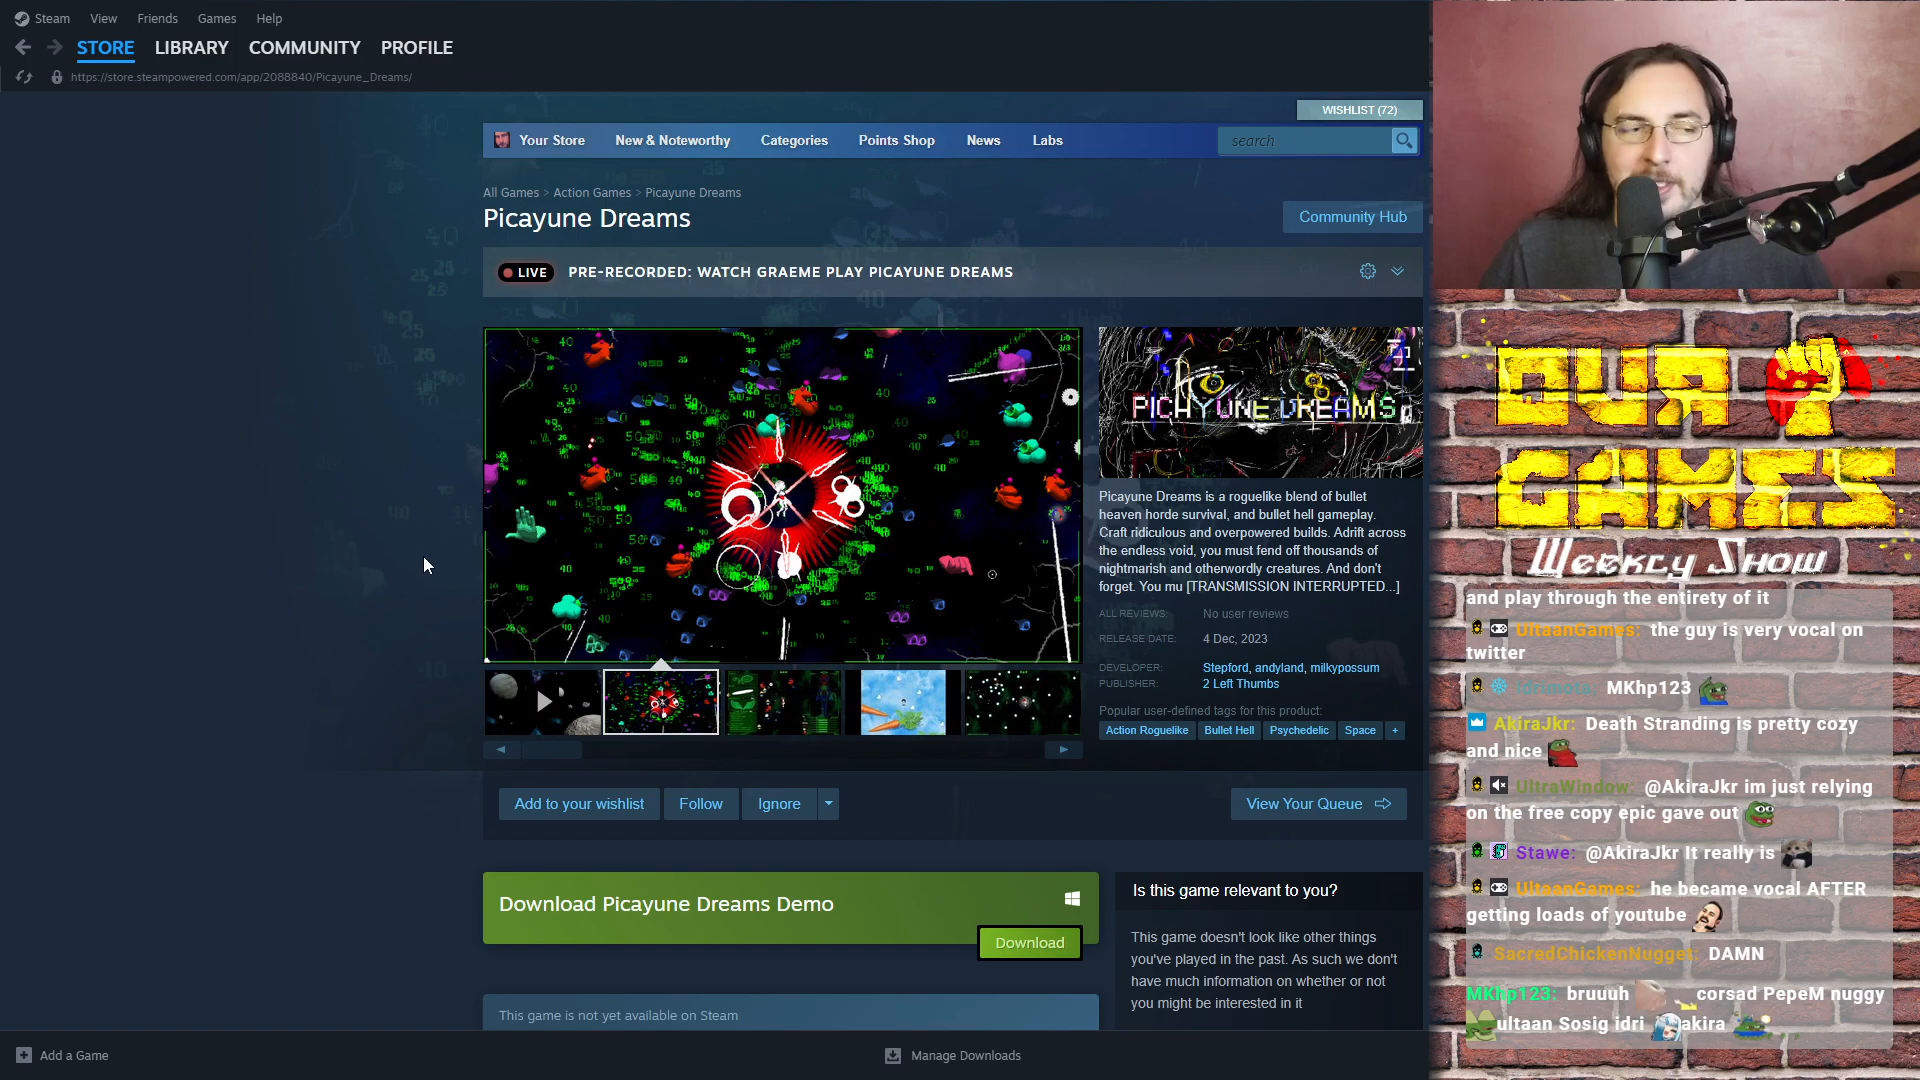 Steam View Friends Games Help
STORE LIBRARY COMMUNITY PROFILE
https://store.steampowered.com/app/2088840/Picayune_Dreams/
WISHLIST (72)
Your Store New & Noteworthy Categories Points Shop News Labs search
All Games > Action Games > Picayune Dreams
Picayune Dreams
Community Hub
LIVE PRE-RECORDED: WATCH GRAEME PLAY PICAYUNE DREAMS
PICAYUNE DREAMS
Picayune Dreams is a roguelike blend of bullet
heaven horde survival, and bullet hell gameplay.
Craft ridiculous and overpowered builds. Adrift across
the endless void, you must fend off thousands of
nightmarish and otherwordly creatures. And don't
forget. You mu [TRANSMISSION INTERRUPTED...]
ALL REVIEWS: No user reviews
RELEASE DATE: 4 Dec, 2023
DEVELOPER: Stepford, andyland, milkypossum
PUBLISHER: 2 Left Thumbs
Popular user-defined tags for this product:
Action Roguelike Bullet Hell Psychedelic Space +
Add to your wishlist Follow Ignore View Your Queue
Download Picayune Dreams Demo
Download
Is this game relevant to you?
This game doesn't look like other things
you've played in the past. As such we don't
have much information on whether or not
you might be interested in it
This game is not yet available on Steam
Add a Game Manage Downloads
OUR
GAMES
Weekly Show
and play through the entirety of it
UltaanGames: the guy is very vocal on
twitter
MKhp123
AkiraJkr: Death Stranding is pretty cozy
and nice
UltraWindow: @AkiraJkr im just relying
on the free copy epic gave out
Stawe: @AkiraJkr It really is
UltaanGames: he became vocal AFTER
getting loads of youtube
SacredChickenNugget: DAMN
MKhp123: bruuuh corsad PepeM nuggy
ultaan Sosig idri akira